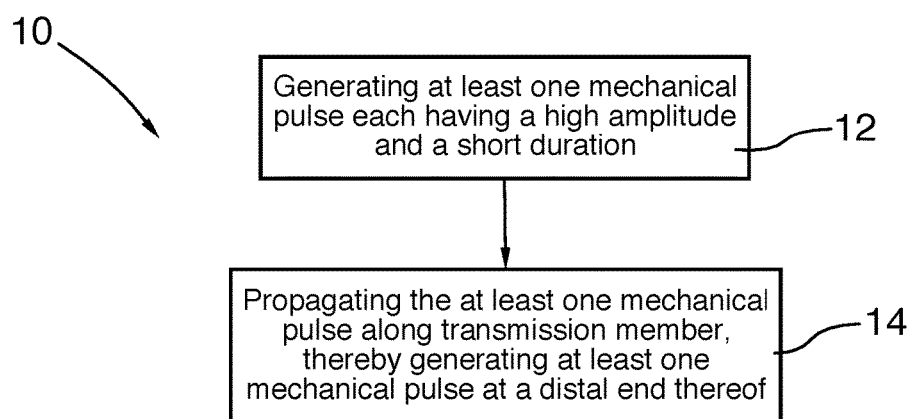 10
Generating at least one mechanical
pulse each having a high amplitude
and a short duration
12
Propagating the at least one mechanical
pulse along transmission member,
thereby generating at least one
mechanical pulse at a distal end thereof
14